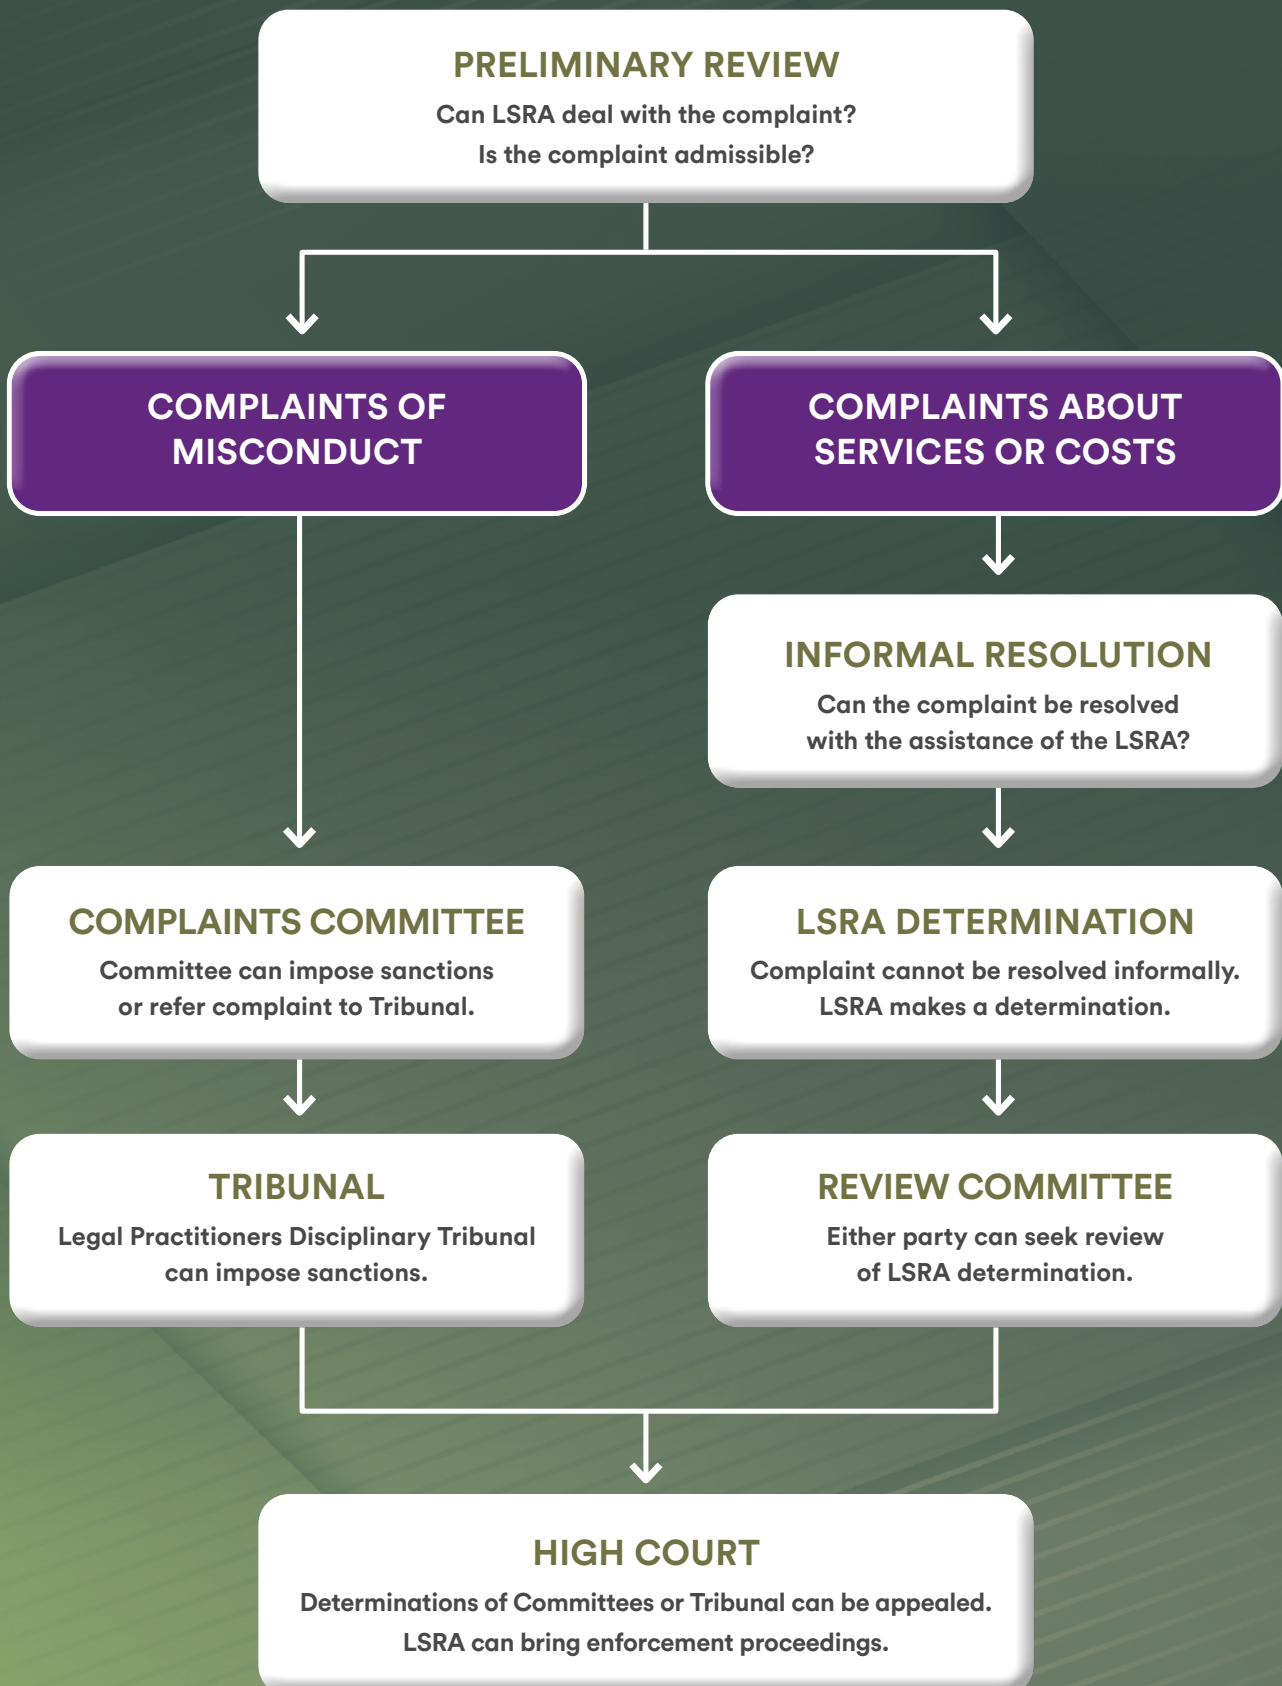 PRELIMINARY REVIEW
Can LSRA deal with the complaint?
Is the complaint admissible?
COMPLAINTS OF
MISCONDUCT
COMPLAINTS ABOUT
SERVICES OR COSTS
INFORMAL RESOLUTION
Can the complaint be resolved
with the assistance of the LSRA?
COMPLAINTS COMMITTEE
Committee can impose sanctions
or refer complaint to Tribunal.
LSRA DETERMINATION
Complaint cannot be resolved informally.
LSRA makes a determination.
TRIBUNAL
Legal Practitioners Disciplinary Tribunal
can impose sanctions.
REVIEW COMMITTEE
Either party can seek review
of LSRA determination.
HIGH COURT
Determinations of Committees or Tribunal can be appealed.
LSRA can bring enforcement proceedings.